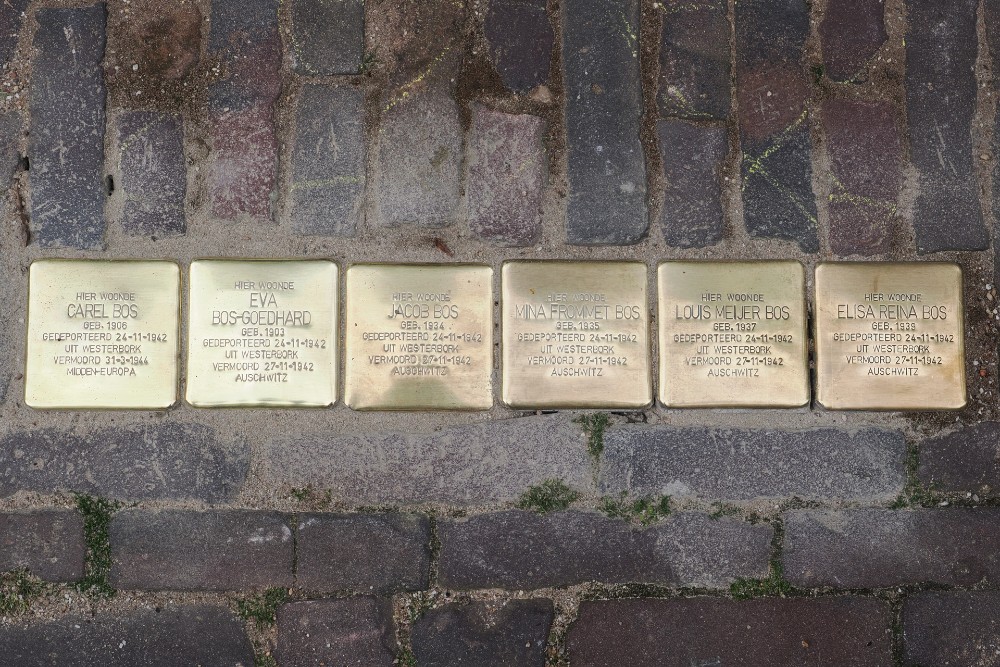 HIER WOONDE
CAREL BOS
GEB. 1908
GEDEPORTEERD 24-11-1942
UIT WESTERBORK
VERMOORD 31-3-1944
MIDDEN-EUROPA
HIER WOONDE
EVA
BOS-GOEDHARD
GEB. 1903
GEDEPORTEERD 24-11-1942
UIT WESTERBORK
VERMOORD 27-11-1942
AUSCHWITZ
HIER WOONDE
JACOB BOS
GEB. 1934
GEDEPORTEERD 24-11-1942
UIT WESTERBORK
VERMOORD 27-11-1942
AUSCHWITZ
HIER WOONDE
MINA FROMMET BOS
GEB. 1935
GEDEPORTEERD 24-11-1942
UIT WESTERBORK
VERMOORD 27-11-1942
AUSCHWITZ
HIER WOONDE
LOUIS MEIJER BOS
GEB. 1937
GEDEPORTEERD 24-11-1942
UIT WESTERBORK
VERMOORD 27-11-1942
AUSCHWITZ
HIER WOONDE
ELISA REINA BOS
GEB. 1939
GEDEPORTEERD 24-11-1942
UIT WESTERBORK
VERMOORD 27-11-1942
AUSCHWITZ